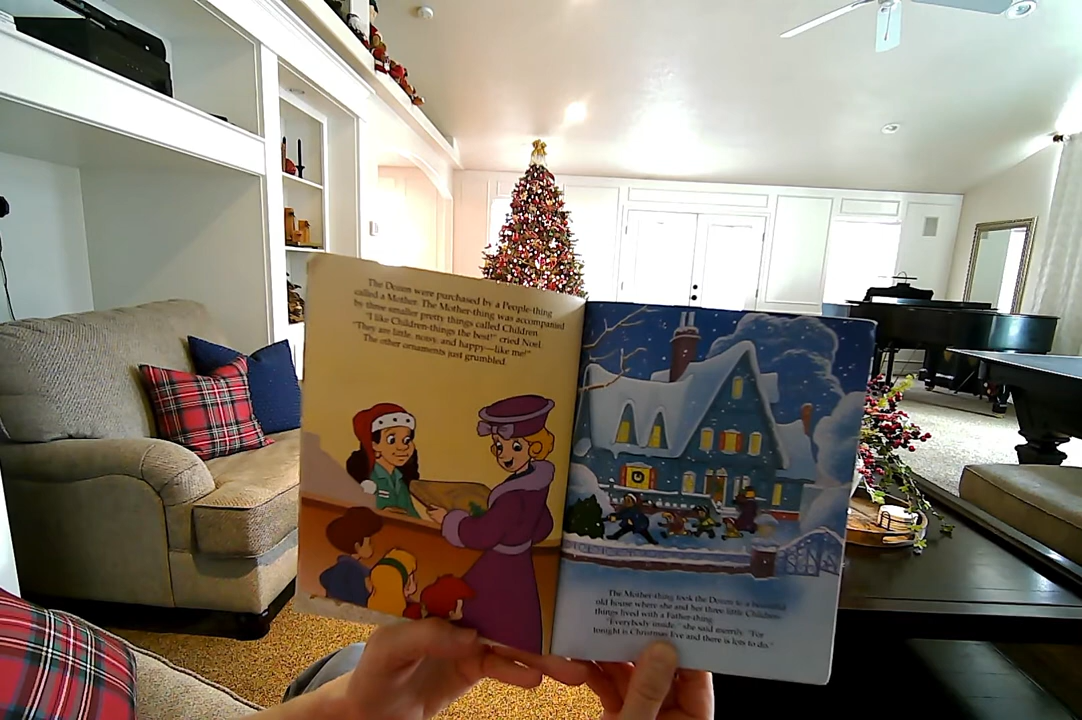 The Dozen were purchased by a People-thing
called a Mother. The Mother-thing was accompanied
by three smaller pretty things called Children.
"I like Children-things the best!" cried Noel.
"They are little, noisy, and happy—like me!"
The other ornaments just grumbled.
The Mother-thing took the Dozen to a beautiful
old house where she and her three little Children-
things lived with a Father-thing.
"Everybody inside," she said merrily. "For
tonight is Christmas Eve and there is lots to do."